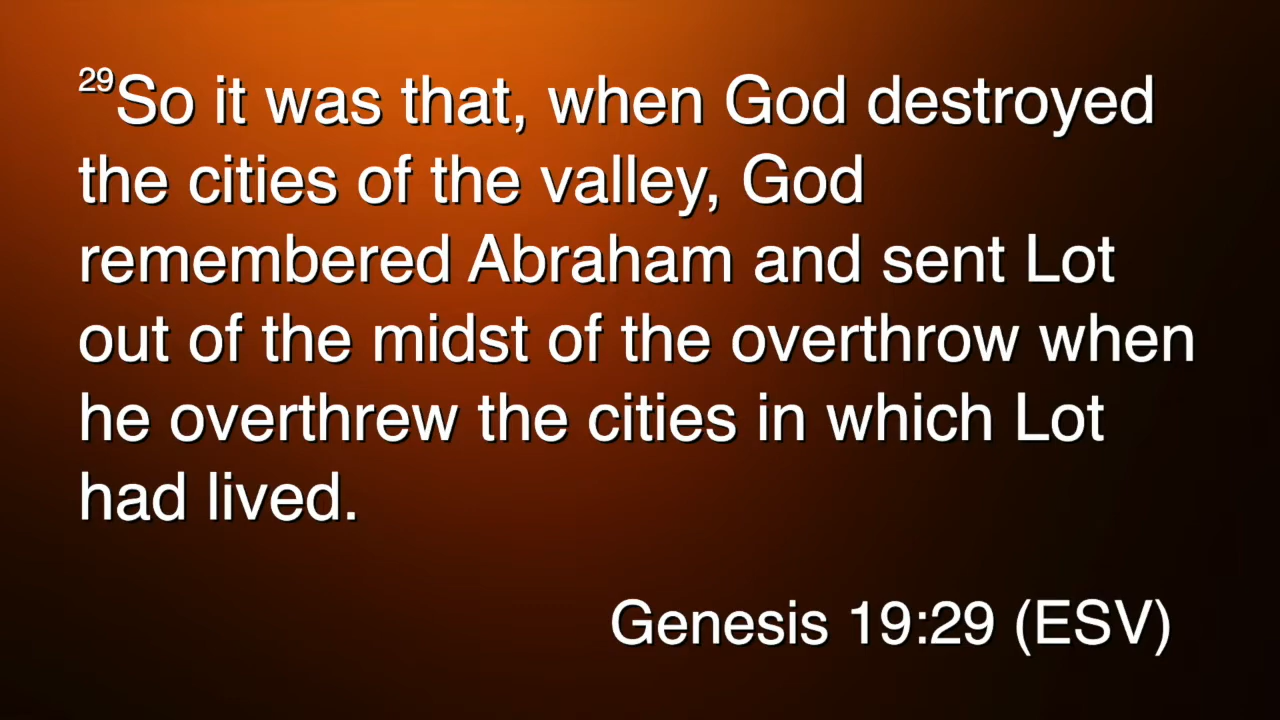 29So it was that, when God destroyed
the cities of the valley, God
remembered Abraham and sent Lot
out of the midst of the overthrow when
he overthrew the cities in which Lot
had lived.
Genesis 19:29 (ESV)